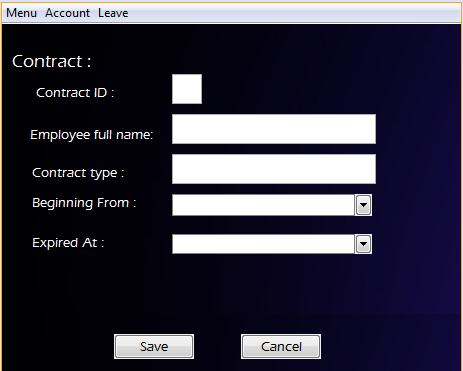 Menu Account Leave
Contract :
Contract ID :
Employee full name:
Contract type :
Beginning From :
Expired At :
Save Cancel